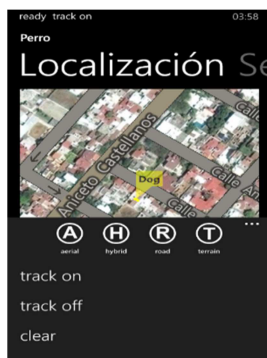 ready track on 03:58
Perro
Localización Se
Aniceto Castellanos
Calle
Dog
Calle A
A H R T
aerial hybrid road terrain
track on
track off
clear